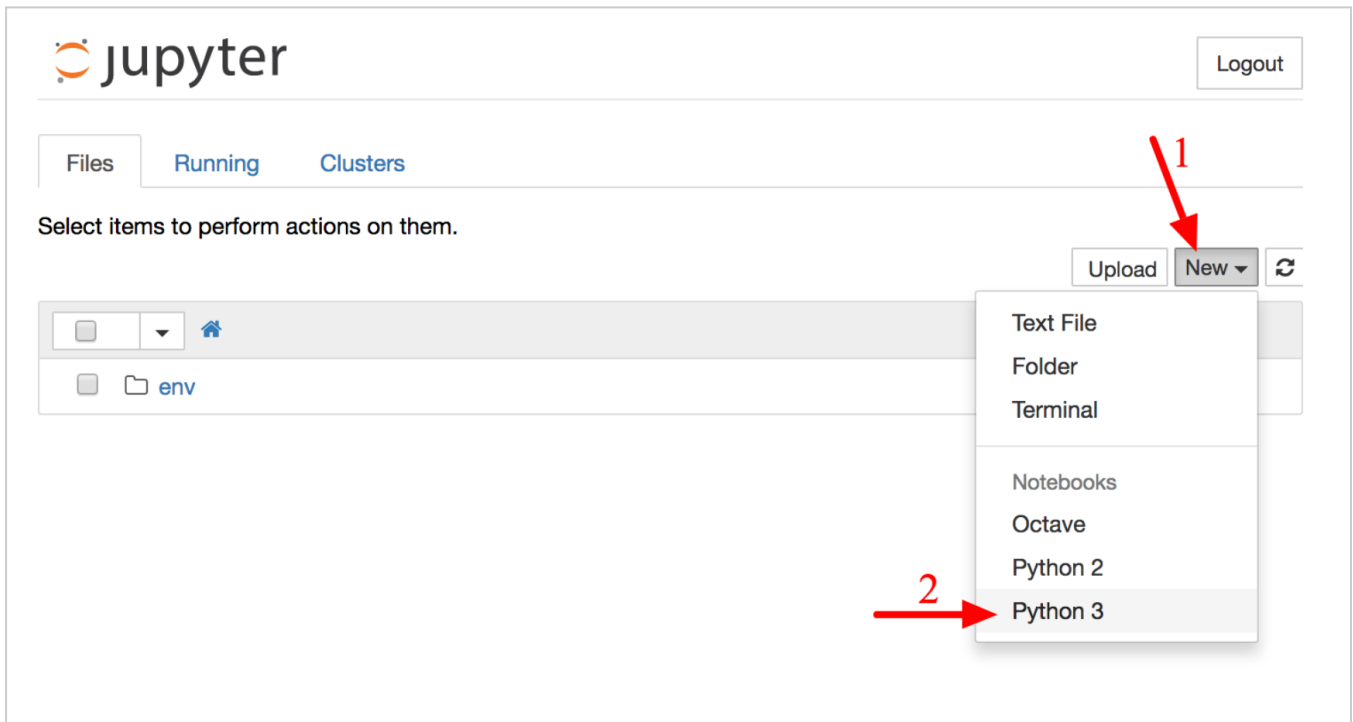 jupyter
Logout
Files Running Clusters
1
Select items to perform actions on them.
Upload New
Text File
Folder
env
Terminal
Notebooks
Octave
Python 2
2
Python 3